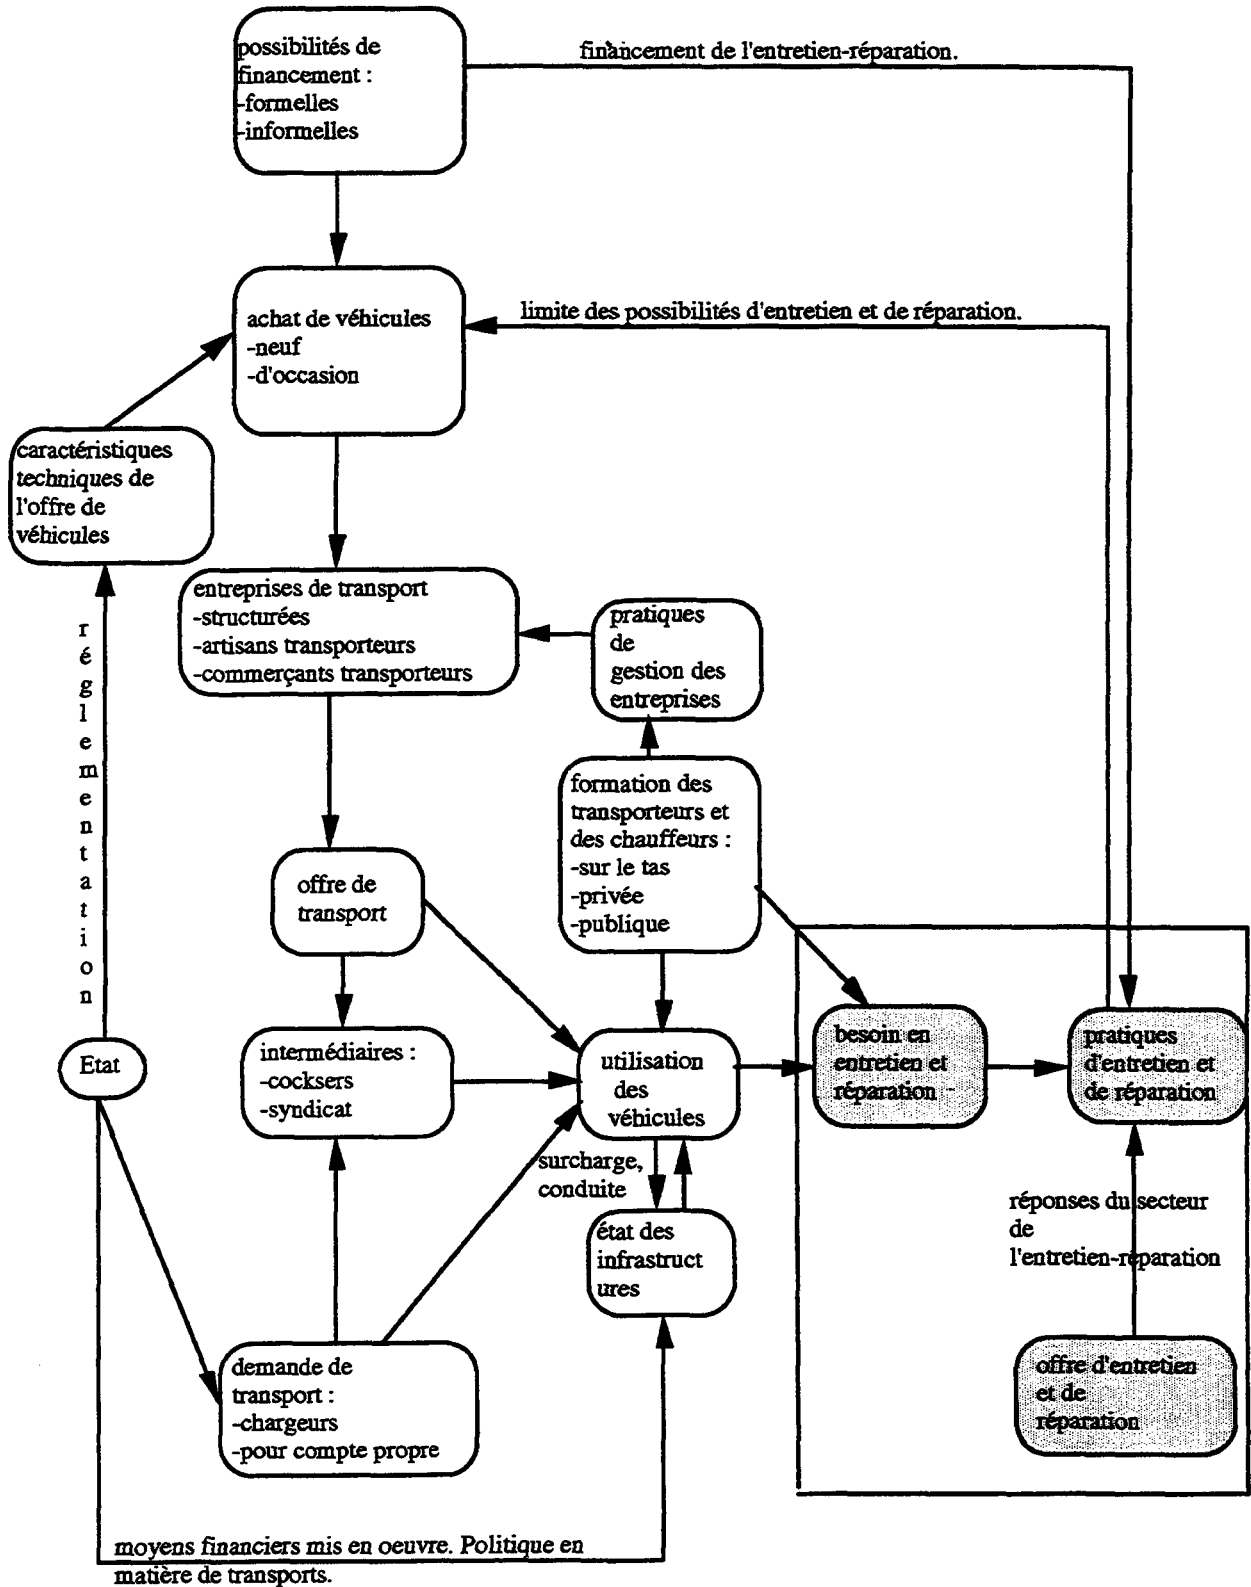 possibilités de
financement :
-formelles
-informelles
financement de l'entretien-réparation.
achat de véhicules
-neuf
-d'occasion
limite des possibilités d'entretien et de réparation.
caractéristiques
techniques de
l'offre de
véhicules
entreprises de transport
-structurées
-artisans transporteurs
-commerçants transporteurs
pratiques
de
gestion des
entreprises
réglementation
formation des
transporteurs et
des chauffeurs :
-sur le tas
-privée
-publique
offre de
transport
Etat
intermédiaires :
-cocksers
-syndicat
utilisation
des
véhicules
besoin en
entretien et
réparation -
pratiques
d'entretien et
de réparation
surcharge,
conduite
état des
infrastruct
ures
réponses du secteur
de
l'entretien-réparation
demande de
transport :
-chargeurs
-pour compte propre
offre d'entretien
et de
réparation
moyens financiers mis en oeuvre. Politique en
matière de transports.